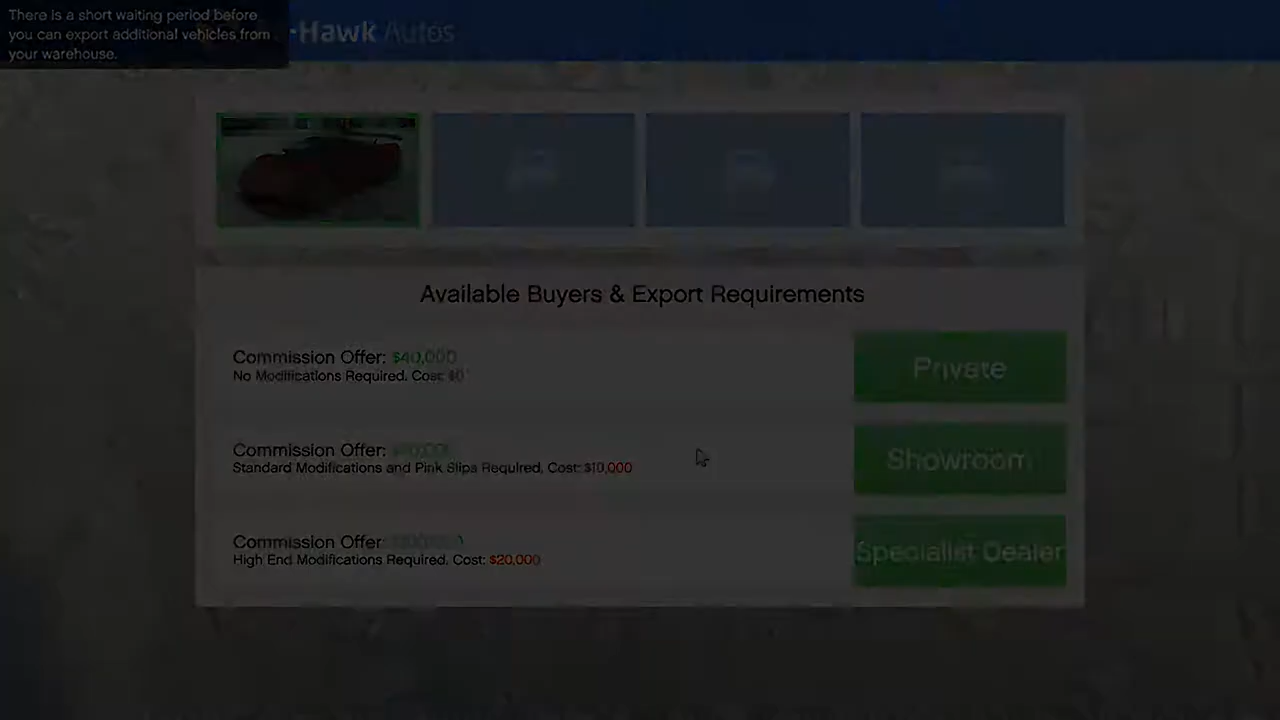 There is a short waiting period before
you can export additional vehicles from
your warehouse.
-Hawk Autos
Available Buyers & Export Requirements
Commission Offer: $40,000
No Modifications Required. Cost: $0
Private
Commission Offer:
Standard Modifications and Pink Slips Required. Cost: $10,000
Showroom
Commission Offer:
High End Modifications Required. Cost: $20,000
Specialist Dealer